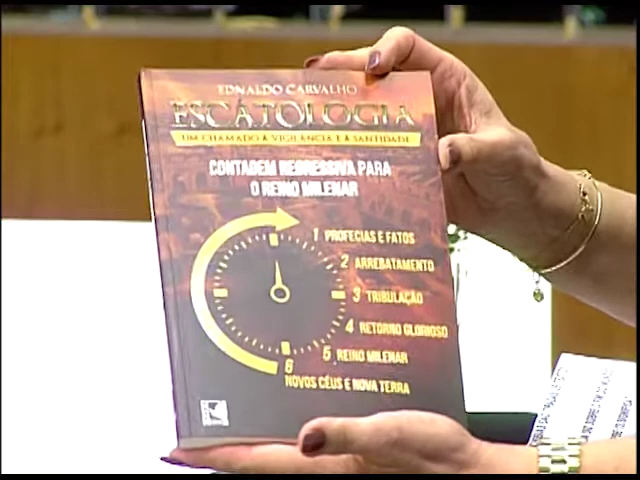 EDNALDO CARVALHO
ESCATOLOGIA
UM CHAMADO À VIGILÂNCIA E À SANTIDADE
CONTAGEM REGRESSIVA PARA
O REINO MILENAR
1 PROFECIAS E FATOS
2 ARREBATAMENTO
3 TRIBULAÇÃO
4 RETORNO GLORIOSO
5 REINO MILENAR
6
NOVOS CÉUS E NOVA TERRA